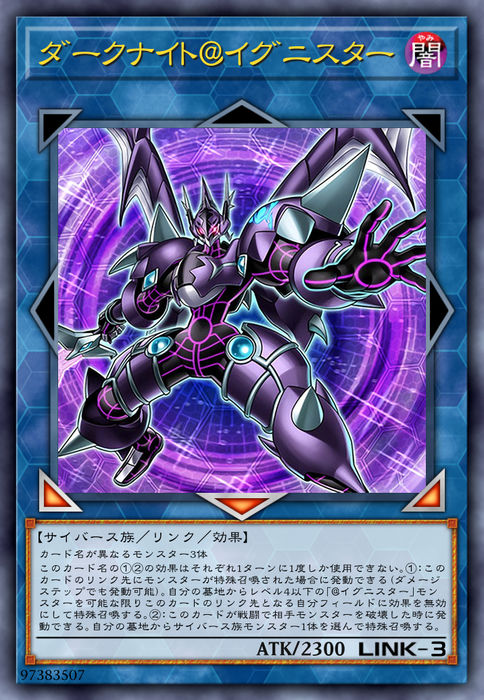 ダークナイト@イグニスター
やみ
闇
【サイバース族／リンク／効果】
カード名が異なるモンスター3体
このカード名の①②の効果はそれぞれ1ターンに1度しか使用できない。①:この
カードのリンク先にモンスターが特殊召喚された場合に発動できる(ダメージ
ステップでも発動可能)。自分の墓地からレベル4以下の「@イグニスター」モン
スターを可能な限りこのカードのリンク先となる自分フィールドに効果を無効
にして特殊召喚する。②:このカードが戦闘で相手モンスターを破壊した時に発
動できる。自分の墓地からサイバース族モンスター1体を選んで特殊召喚する。
ATK/2300 LINK-3
97383507